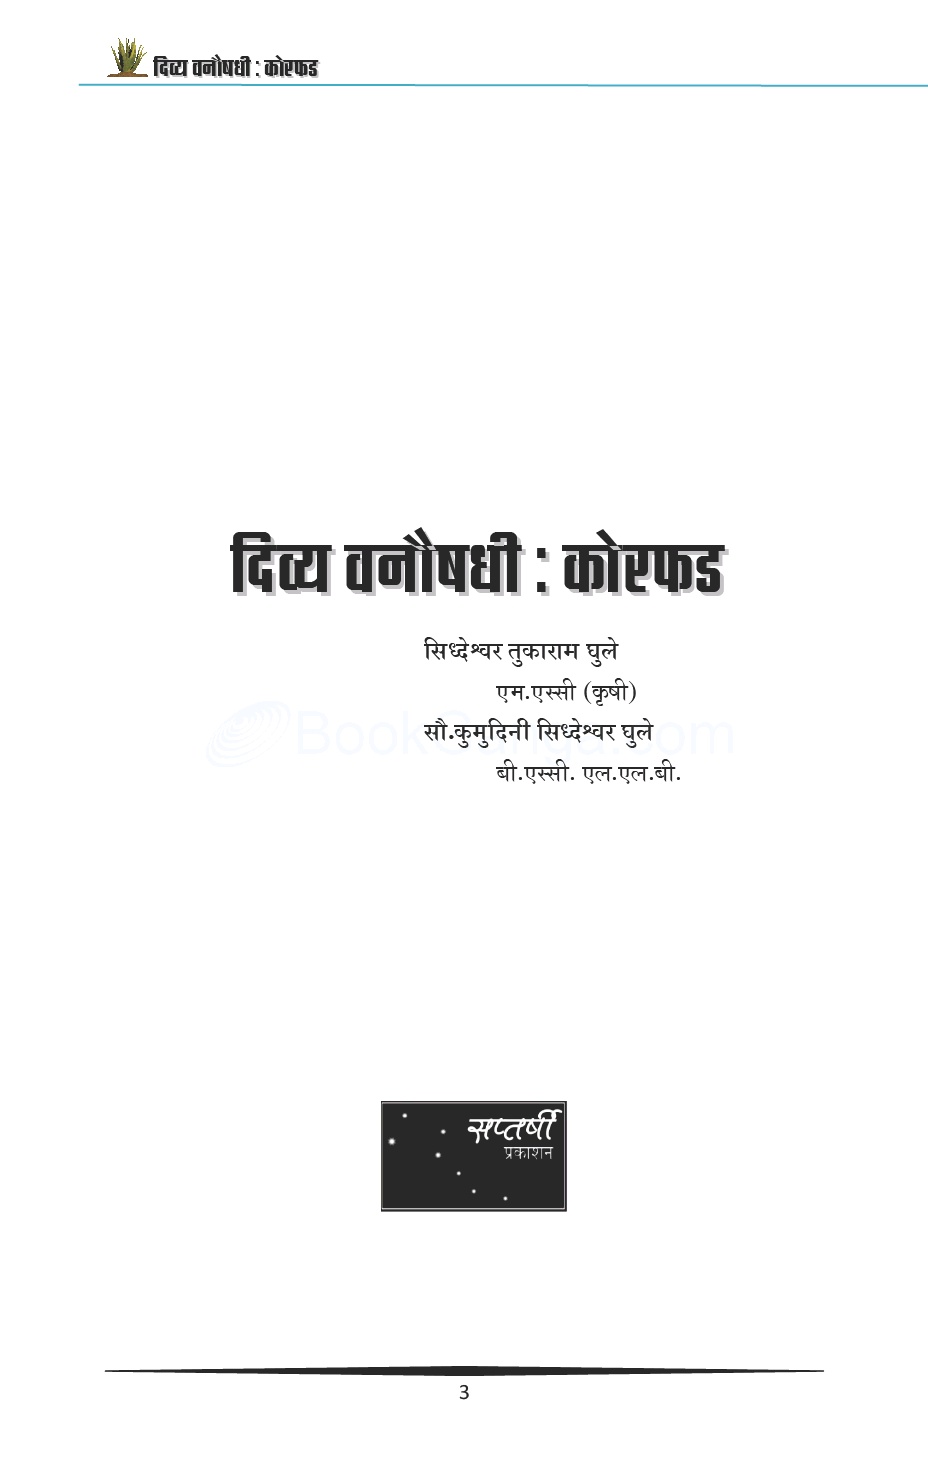 दिव्य वनौषधी : कोरफड
दिव्य वनौषधी : कोरफड
सिध्देश्वर तुकाराम घुले
एम.एस्सी (कृषी)
सौ.कुमुदिनी सिध्देश्वर घुले
बी.एस्सी. एल.एल.बी.
BookGanga.com
सप्तर्षी
प्रकाशन
3